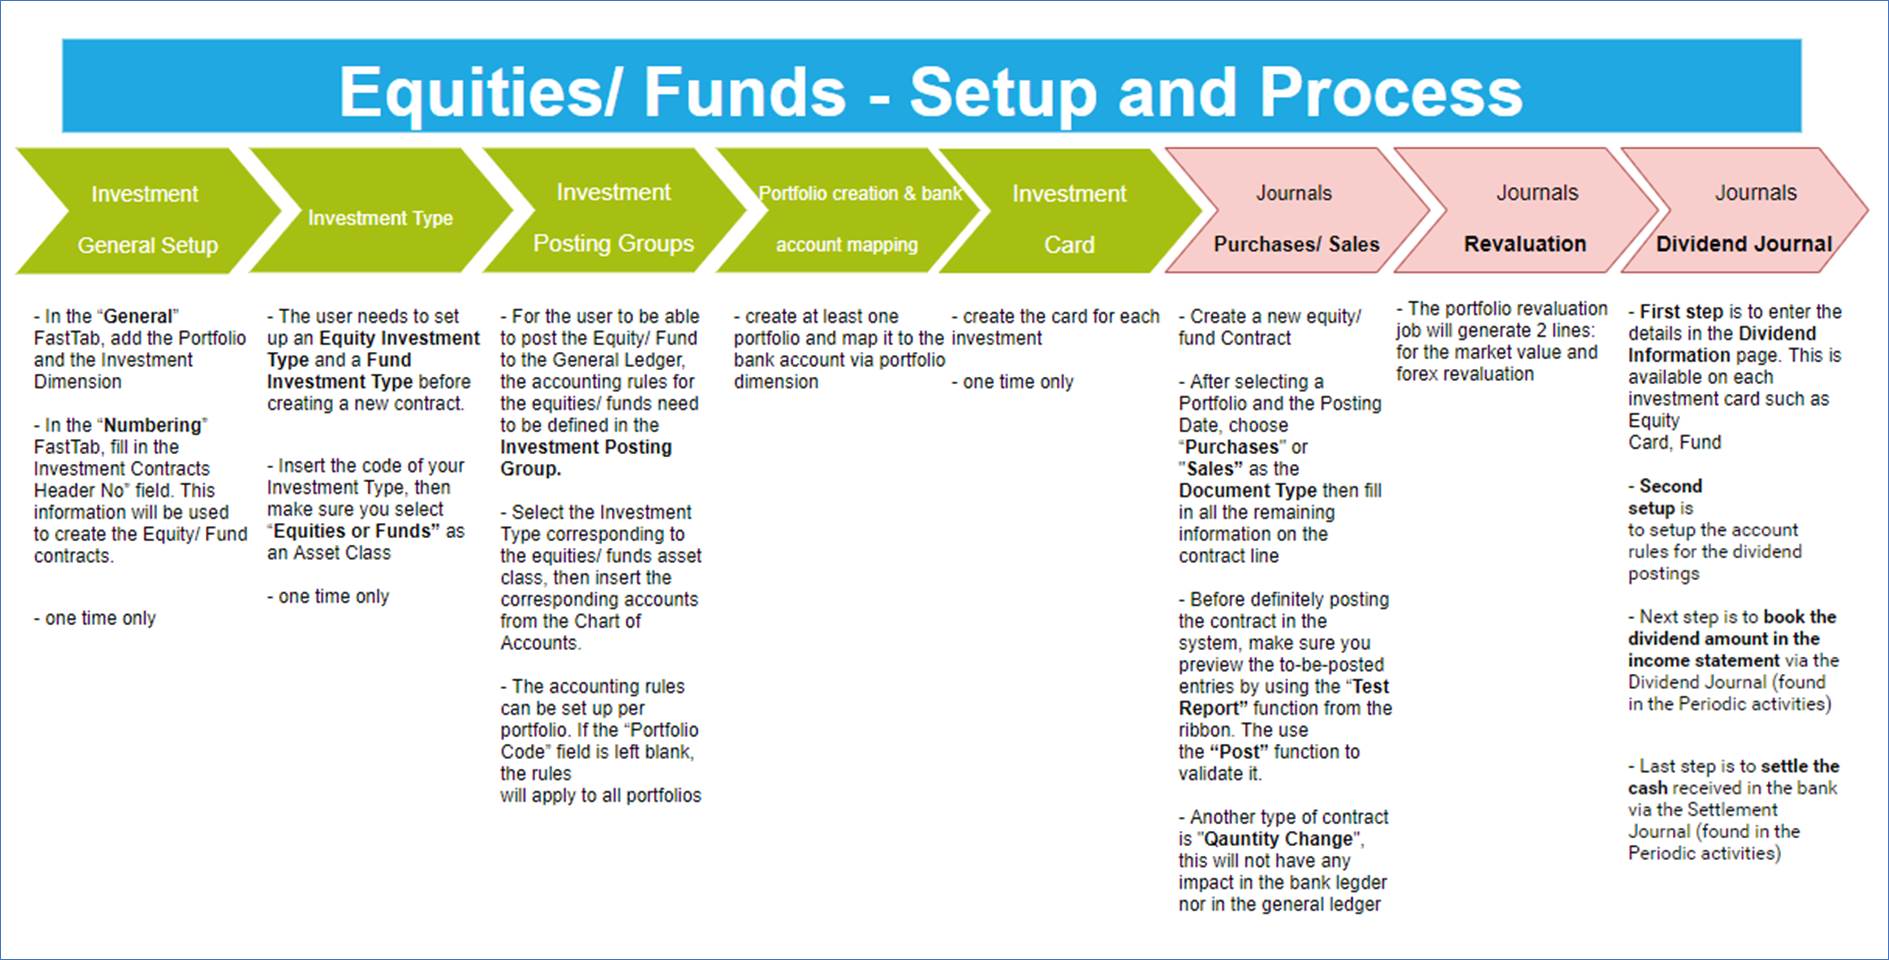 Equities/ Funds - Setup and Process
Investment
General Setup
Investment Type
Investment
Posting Groups
Portfolio creation & bank
account mapping
Investment
Card
Journals
Purchases/ Sales
Journals
Revaluation
Journals
Dividend Journal
- In the “General”
FastTab, add the Portfolio
and the Investment
Dimension
- In the “Numbering”
FastTab, fill in the
Investment Contracts
Header No” field. This
information will be used
to create the Equity/ Fund
contracts.
- one time only
- The user needs to set
up an Equity Investment
Type and a Fund
Investment Type before
creating a new contract.
- Insert the code of your
Investment Type, then
make sure you select
“Equities or Funds” as
an Asset Class
- one time only
- For the user to be able
to post the Equity/ Fund
to the General Ledger,
the accounting rules for
the equities/ funds need
to be defined in the
Investment Posting
Group.
- Select the Investment
Type corresponding to
the equities/ funds asset
class, then insert the
corresponding accounts
from the Chart of
Accounts.
- The accounting rules
can be set up per
portfolio. If the “Portfolio
Code” field is left blank,
the rules
will apply to all portfolios
- create at least one
portfolio and map it to the
bank account via portfolio
dimension
- create the card for each
investment
- one time only
- Create a new equity/
fund Contract
- After selecting a
Portfolio and the Posting
Date, choose
“Purchases” or
"Sales” as the
Document Type then fill
in all the remaining
information on the
contract line
- Before definitely posting
the contract in the
system, make sure you
preview the to-be-posted
entries by using the “Test
Report” function from the
ribbon. The use
the “Post” function to
validate it.
- Another type of contract
is "Qauntity Change",
this will not have any
impact in the bank legder
nor in the general ledger
- The portfolio revaluation
job will generate 2 lines:
for the market value and
forex revaluation
- First step is to enter the
details in the Dividend
Information page. This is
available on each
investment card such as
Equity
Card, Fund
- Second
setup is
to setup the account
rules for the dividend
postings
- Next step is to book the
dividend amount in the
income statement via the
Dividend Journal (found
in the Periodic activities)
- Last step is to settle the
cash received in the bank
via the Settlement
Journal (found in the
Periodic activities)